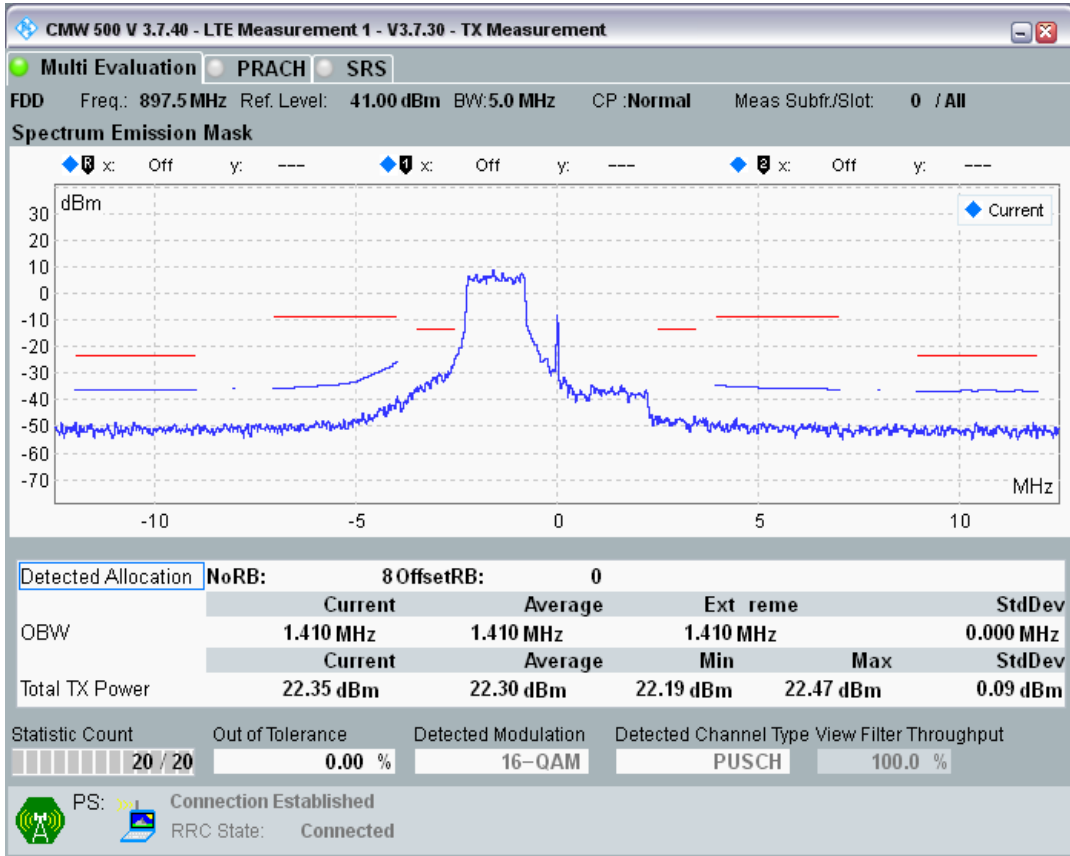 CMW 500 V 3.7.40 - LTE Measurement 1 - V3.7.30 - TX Measurement
Multi Evaluation PRACH SRS
FDD Freq.: 897.5 MHz Ref. Level: 41.00 dBm BW: 5.0 MHz CP : Normal Meas Subfr./Slot: 0 / All
Spectrum Emission Mask
R x: Off y: --- 1 x: Off y: --- 2 x: Off y: ---
dBm
Current
30
20
10
0
-10
-20
-30
-40
-50
-60
-70
MHz
-10 -5 0 5 10
Detected Allocation NoRB: 8 OffsetRB: 0
Current Average Ext reme StdDev
OBW 1.410 MHz 1.410 MHz 1.410 MHz 0.000 MHz
Current Average Min Max StdDev
Total TX Power 22.35 dBm 22.30 dBm 22.19 dBm 22.47 dBm 0.09 dBm
Statistic Count Out of Tolerance Detected Modulation Detected Channel Type View Filter Throughput
20 / 20 0.00 % 16-QAM PUSCH 100.0 %
PS: Connection Established
RRC State: Connected